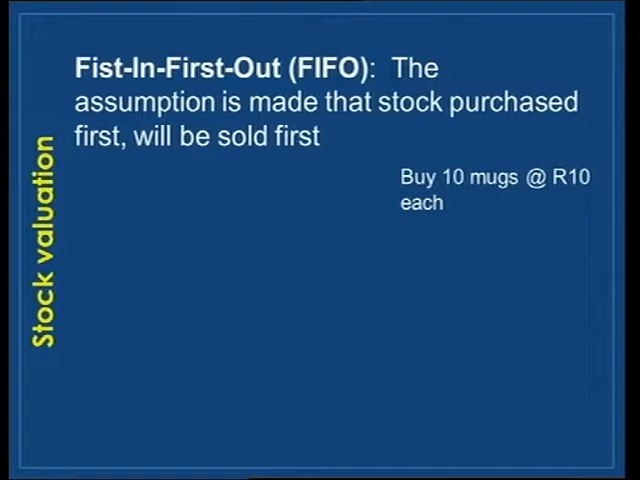 Fist-In-First-Out (FIFO): The
assumption is made that stock purchased
first, will be sold first
Buy 10 mugs @ R10
each
Stock valuation